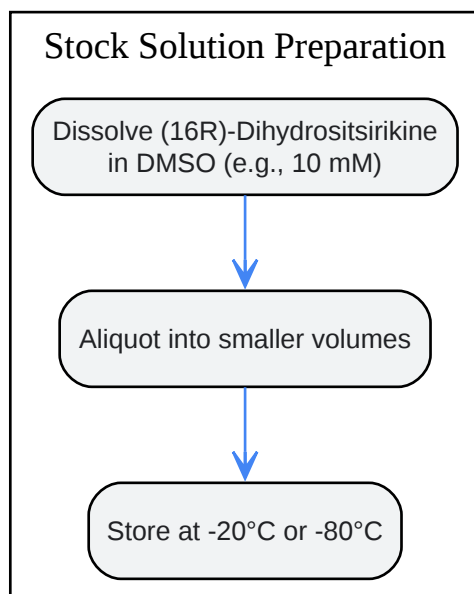 Stock Solution Preparation
Dissolve (16R)-Dihydrositsirikine
in DMSO (e.g., 10 mM)
Aliquot into smaller volumes
Store at -20°C or -80°C